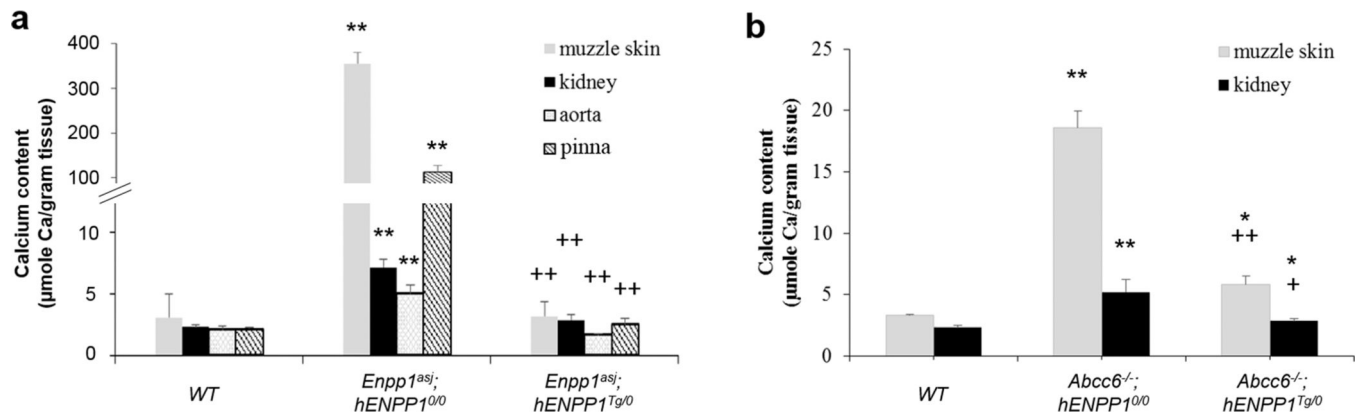 a
Calcium content
(µmole Ca/gram tissue)
400
300
200
100
10
5
0
**
**
**
**
++
++
++
++
muzzle skin
kidney
aorta
pinna
WT
Enpp1asj;
hENPP10/0
Enpp1asj;
hENPP1Tg/0
b
Calcium content
(µmole Ca/gram tissue)
25
20
15
10
5
0
**
**
*
++
*
+
muzzle skin
kidney
WT
Abcc6-/-;
hENPP10/0
Abcc6-/-;
hENPP1Tg/0